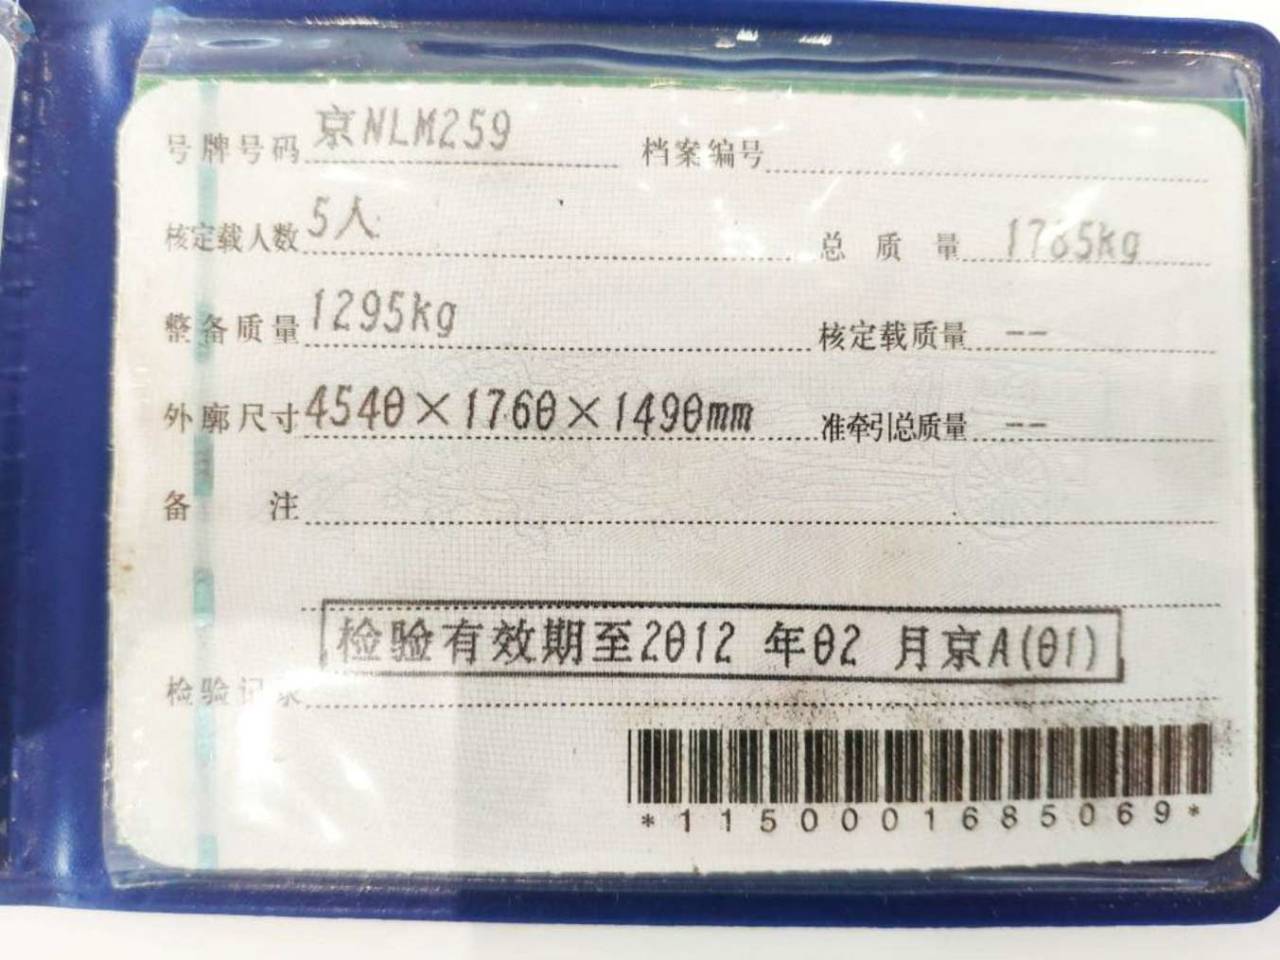 号牌号码 京NLM259 档案编号
核定载人数 5人 总质量 1765kg
整备质量 1295kg 核定载质量 --
外廓尺寸 4540×1760×1490mm 准牵引总质量 --
备注
检验有效期至2012 年02 月京A(01)
检验记录
*1150001685069*